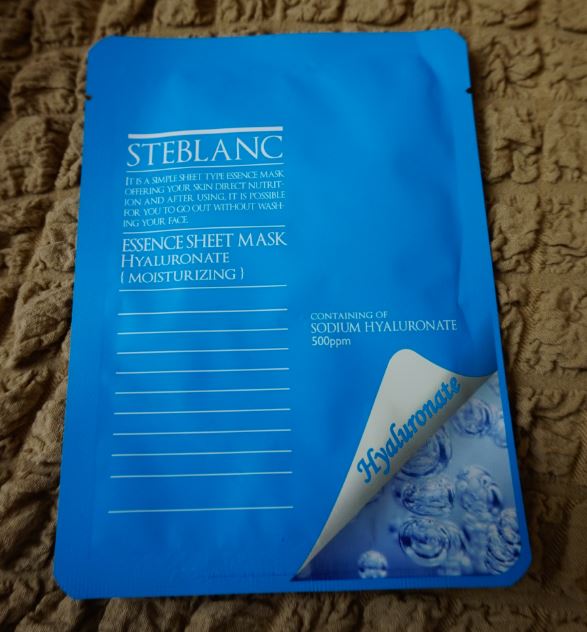 STEBLANC
IT IS A SIMPLE SHEET TYPE ESSENCE MASK
OFFERING YOUR SKIN DIRECT NUTRIT-
ION AND AFTER USING, IT IS POSSIBLE
FOR YOU TO GO OUT WITHOUT WASH-
ING YOUR FACE.
ESSENCE SHEET MASK
HYALURONATE
{ MOISTURIZING }
CONTAINING OF
SODIUM HYALURONATE
500ppm
Hyaluronate